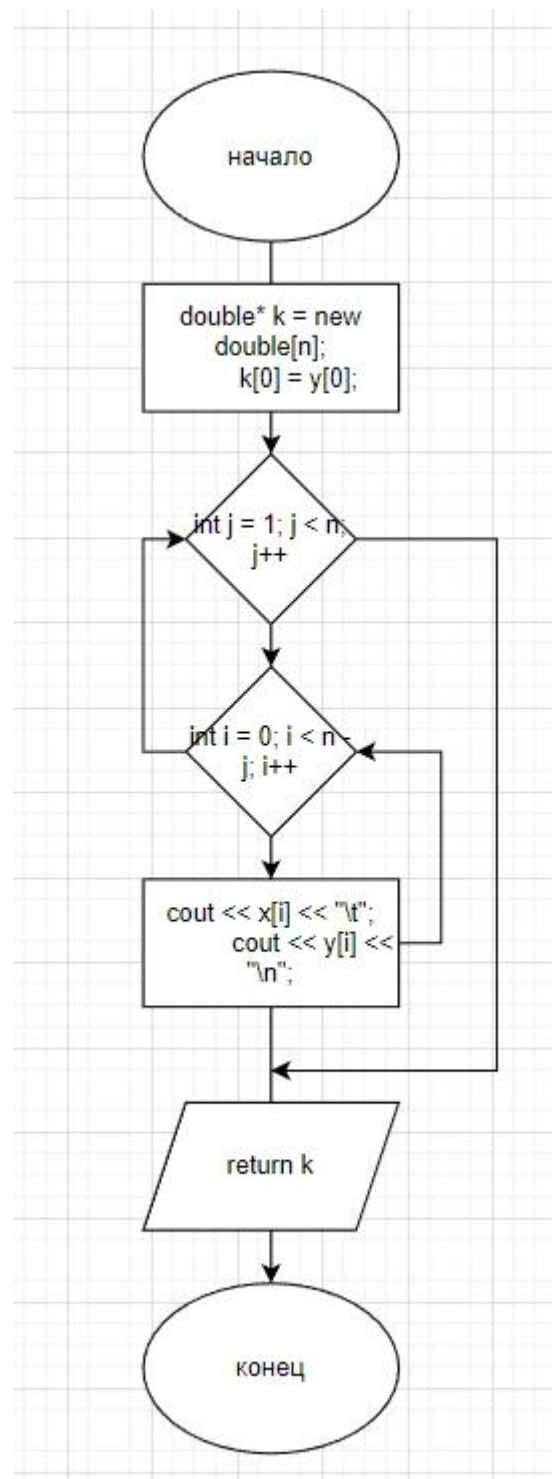 начало
double* k = new
double[n];
k[0] = y[0];
int j = 1; j < n;
j++
int i = 0; i < n -
j; i++
cout << x[i] << "\t";
cout << y[i] <<
"\n";
return k
конец